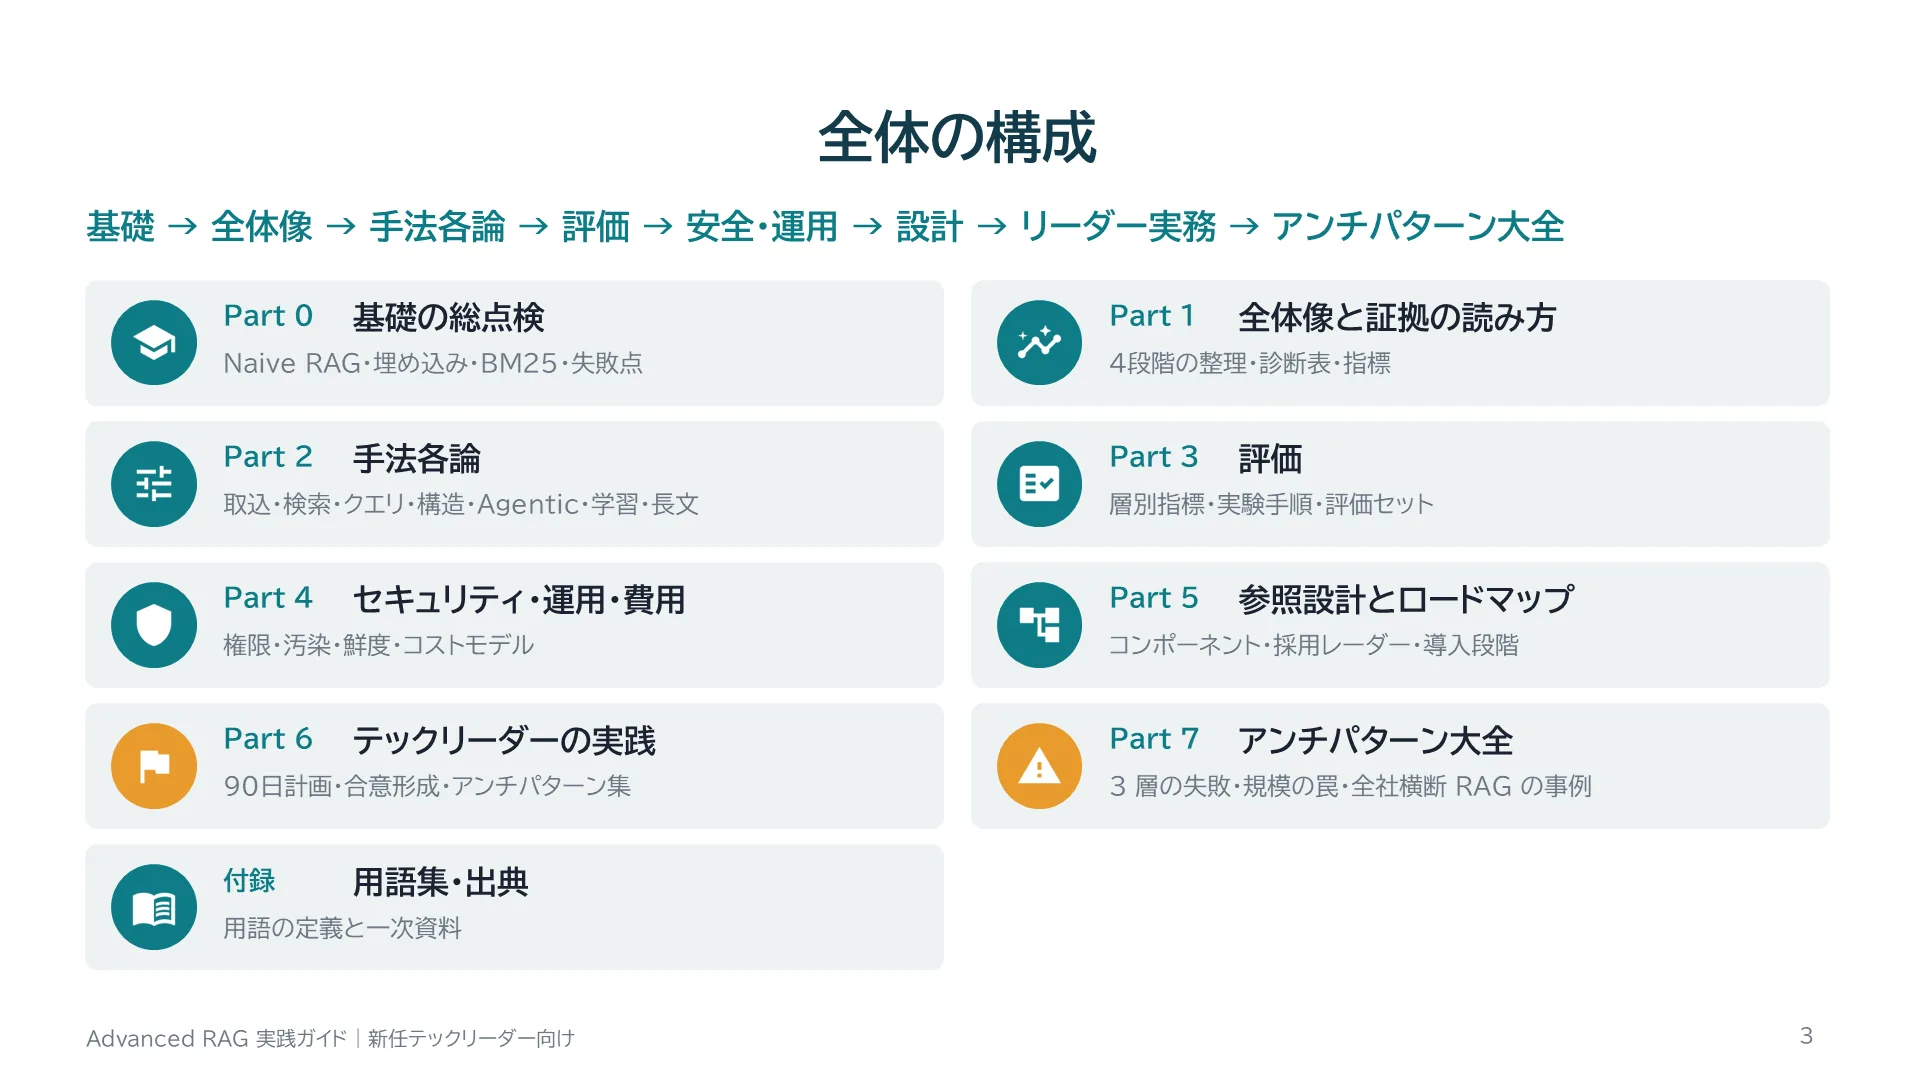 全体の構成
基礎 → 全体像 → 手法各論 → 評価 → 安全・運用 → 設計 → リーダー実務 → アンチパターン大全
Part 0 基礎の総点検
Naive RAG・埋め込み・BM25・失敗点
Part 1 全体像と証拠の読み方
4段階の整理・診断表・指標
Part 2 手法各論
取込・検索・クエリ・構造・Agentic・学習・長文
Part 3 評価
層別指標・実験手順・評価セット
Part 4 セキュリティ・運用・費用
権限・汚染・鮮度・コストモデル
Part 5 参照設計とロードマップ
コンポーネント・採用レーダー・導入段階
Part 6 テックリーダーの実践
90日計画・合意形成・アンチパターン集
Part 7 アンチパターン大全
3 層の失敗・規模の罠・全社横断 RAG の事例
付録 用語集・出典
用語の定義と一次資料
Advanced RAG 実践ガイド｜新任テックリーダー向け
3